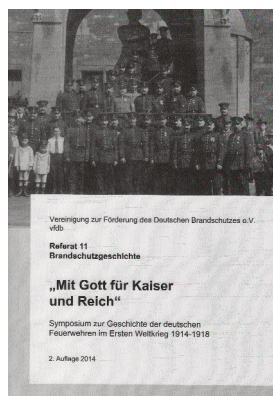 Vereinigung zur Förderung des Deutschen Brandschutzes e.V.
vfdb
Referat 11
Brandschutzgeschichte
„Mit Gott für Kaiser
und Reich“
Symposium zur Geschichte der deutschen
Feuerwehren im Ersten Weltkrieg 1914-1918
2. Auflage 2014